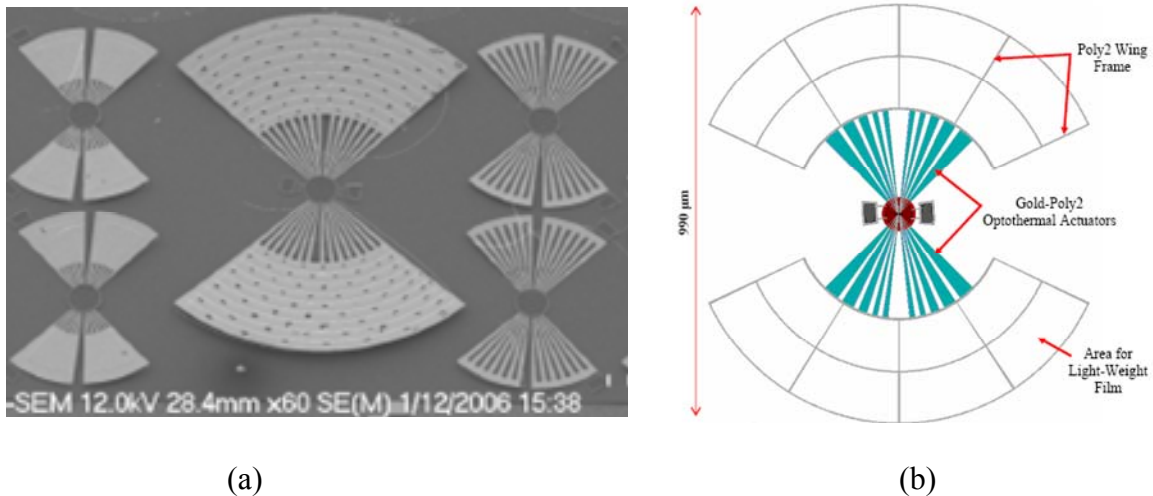 -SEM 12.0kV 28.4mm x60 SE(M) 1/12/2006 15:38
(a)
990 µm
Poly2 Wing
Frame
Gold-Poly2
Optothermal Actuators
Area for
Light-Weight
Film
(b)